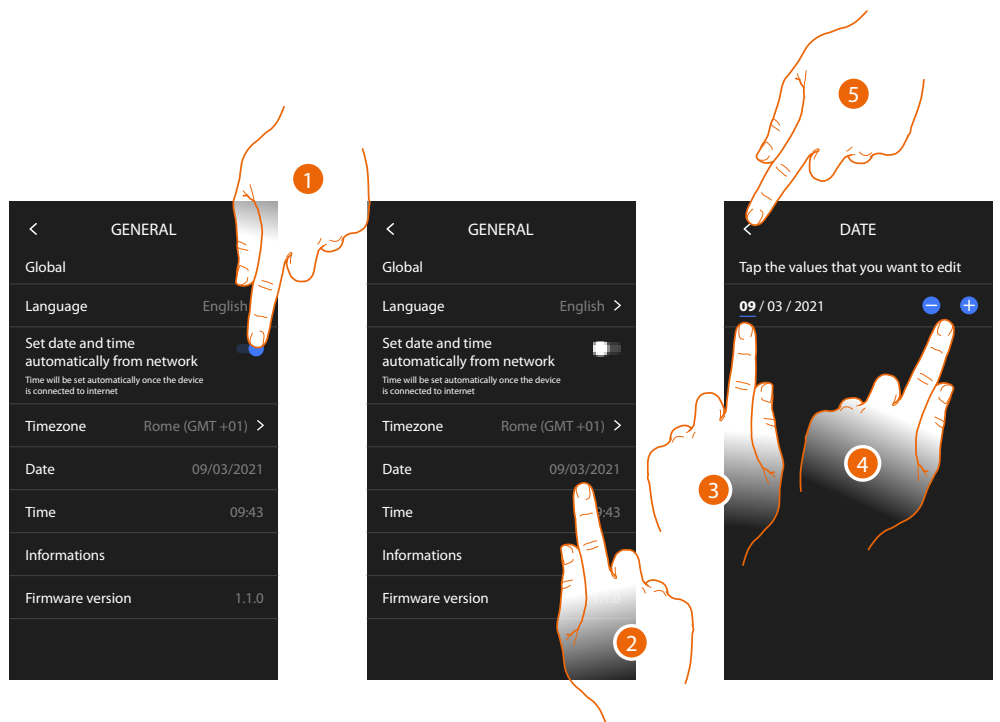 5
1
GENERAL
Global
Language English
Set date and time
automatically from network
Time will be set automatically once the device
is connected to internet
Timezone Rome (GMT +01)
Date 09/03/2021
Time 09:43
Informations
Firmware version 1.1.0
GENERAL
Global
Language English
Set date and time
automatically from network
Time will be set automatically once the device
is connected to internet
Timezone Rome (GMT +01)
Date 09/03/2021
Time
Informations
Firmware version
2
DATE
Tap the values that you want to edit
09 / 03 / 2021
3
4